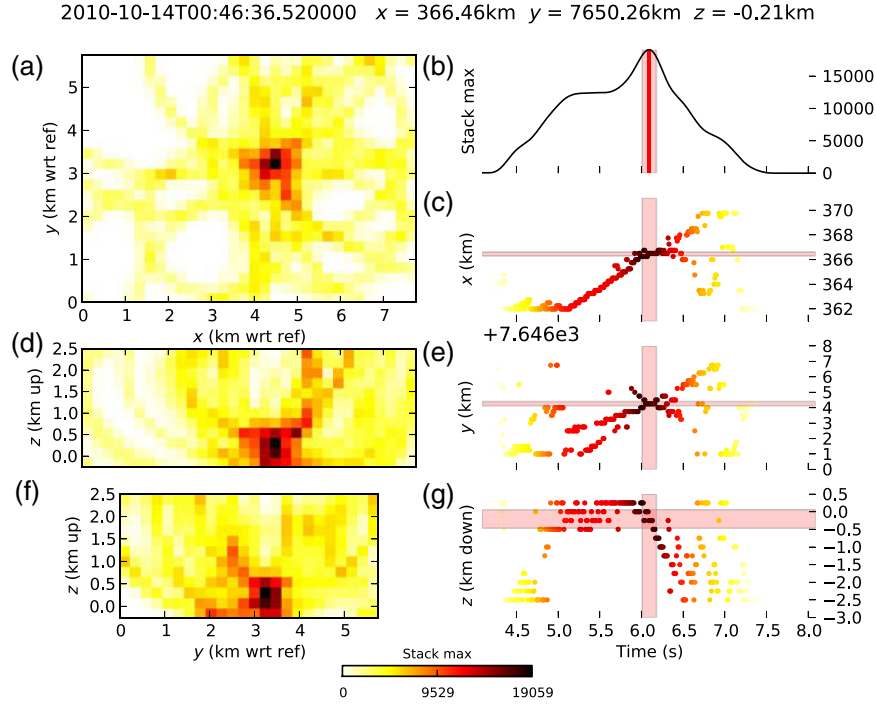 2010-10-14T00:46:36.520000 x = 366.46km y = 7650.26km z = -0.21km
(a)
5
4
3
2
1
0
y (km wrt ref)
0 1 2 3 4 5 6 7
x (km wrt ref)
(b)
Stack max
15000
10000
5000
0
(c)
x (km)
370
368
366
364
362
(d)
2.5
2.0
1.5
1.0
0.5
0.0
z (km up)
(e)
+7.646e3
y (km)
8
7
6
5
4
3
2
1
0
(f)
2.5
2.0
1.5
1.0
0.5
0.0
z (km up)
0 1 2 3 4 5
y (km wrt ref)
(g)
z (km down)
0.5
0.0
−0.5
−1.0
−1.5
−2.0
−2.5
−3.0
4.5 5.0 5.5 6.0 6.5 7.0 7.5 8.0
Time (s)
Stack max
0 9529 19059